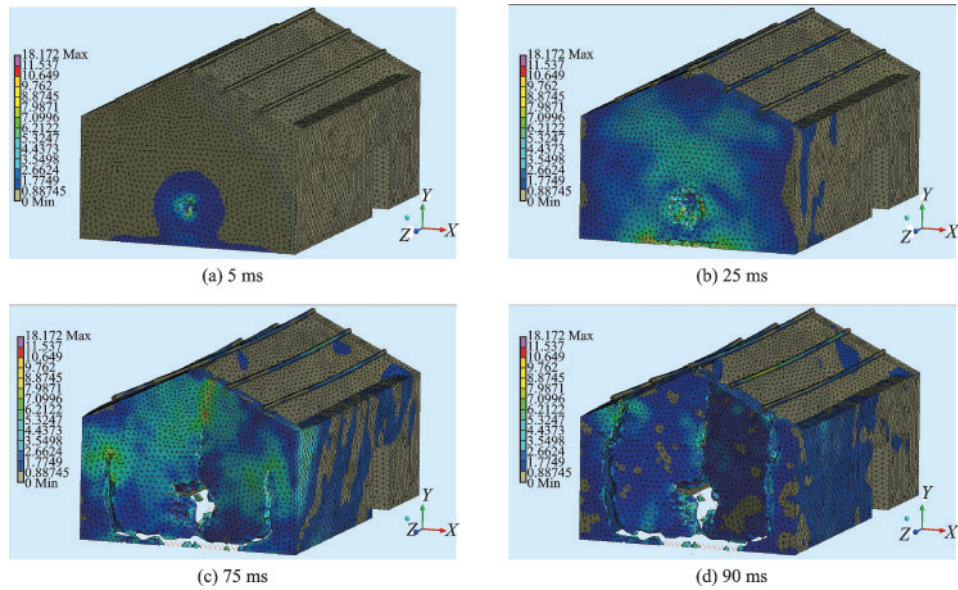 18.172 Max
11.537
10.649
9.762
8.8745
7.9871
7.0996
6.2122
5.3247
4.4373
3.5498
2.6624
1.7749
0.88745
0 Min
Y
Z
X
(a) 5 ms
18.172 Max
11.537
10.649
9.762
8.8745
7.9871
7.0996
6.2122
5.3247
4.4373
3.5498
2.6624
1.7749
0.88745
0 Min
Y
Z
X
(b) 25 ms
18.172 Max
11.537
10.649
9.762
8.8745
7.9871
7.0996
6.2122
5.3247
4.4373
3.5498
2.6624
1.7749
0.88745
0 Min
Y
Z
X
(c) 75 ms
18.172 Max
11.537
10.649
9.762
8.8745
7.9871
7.0996
6.2122
5.3247
4.4373
3.5498
2.6624
1.7749
0.88745
0 Min
Y
Z
X
(d) 90 ms